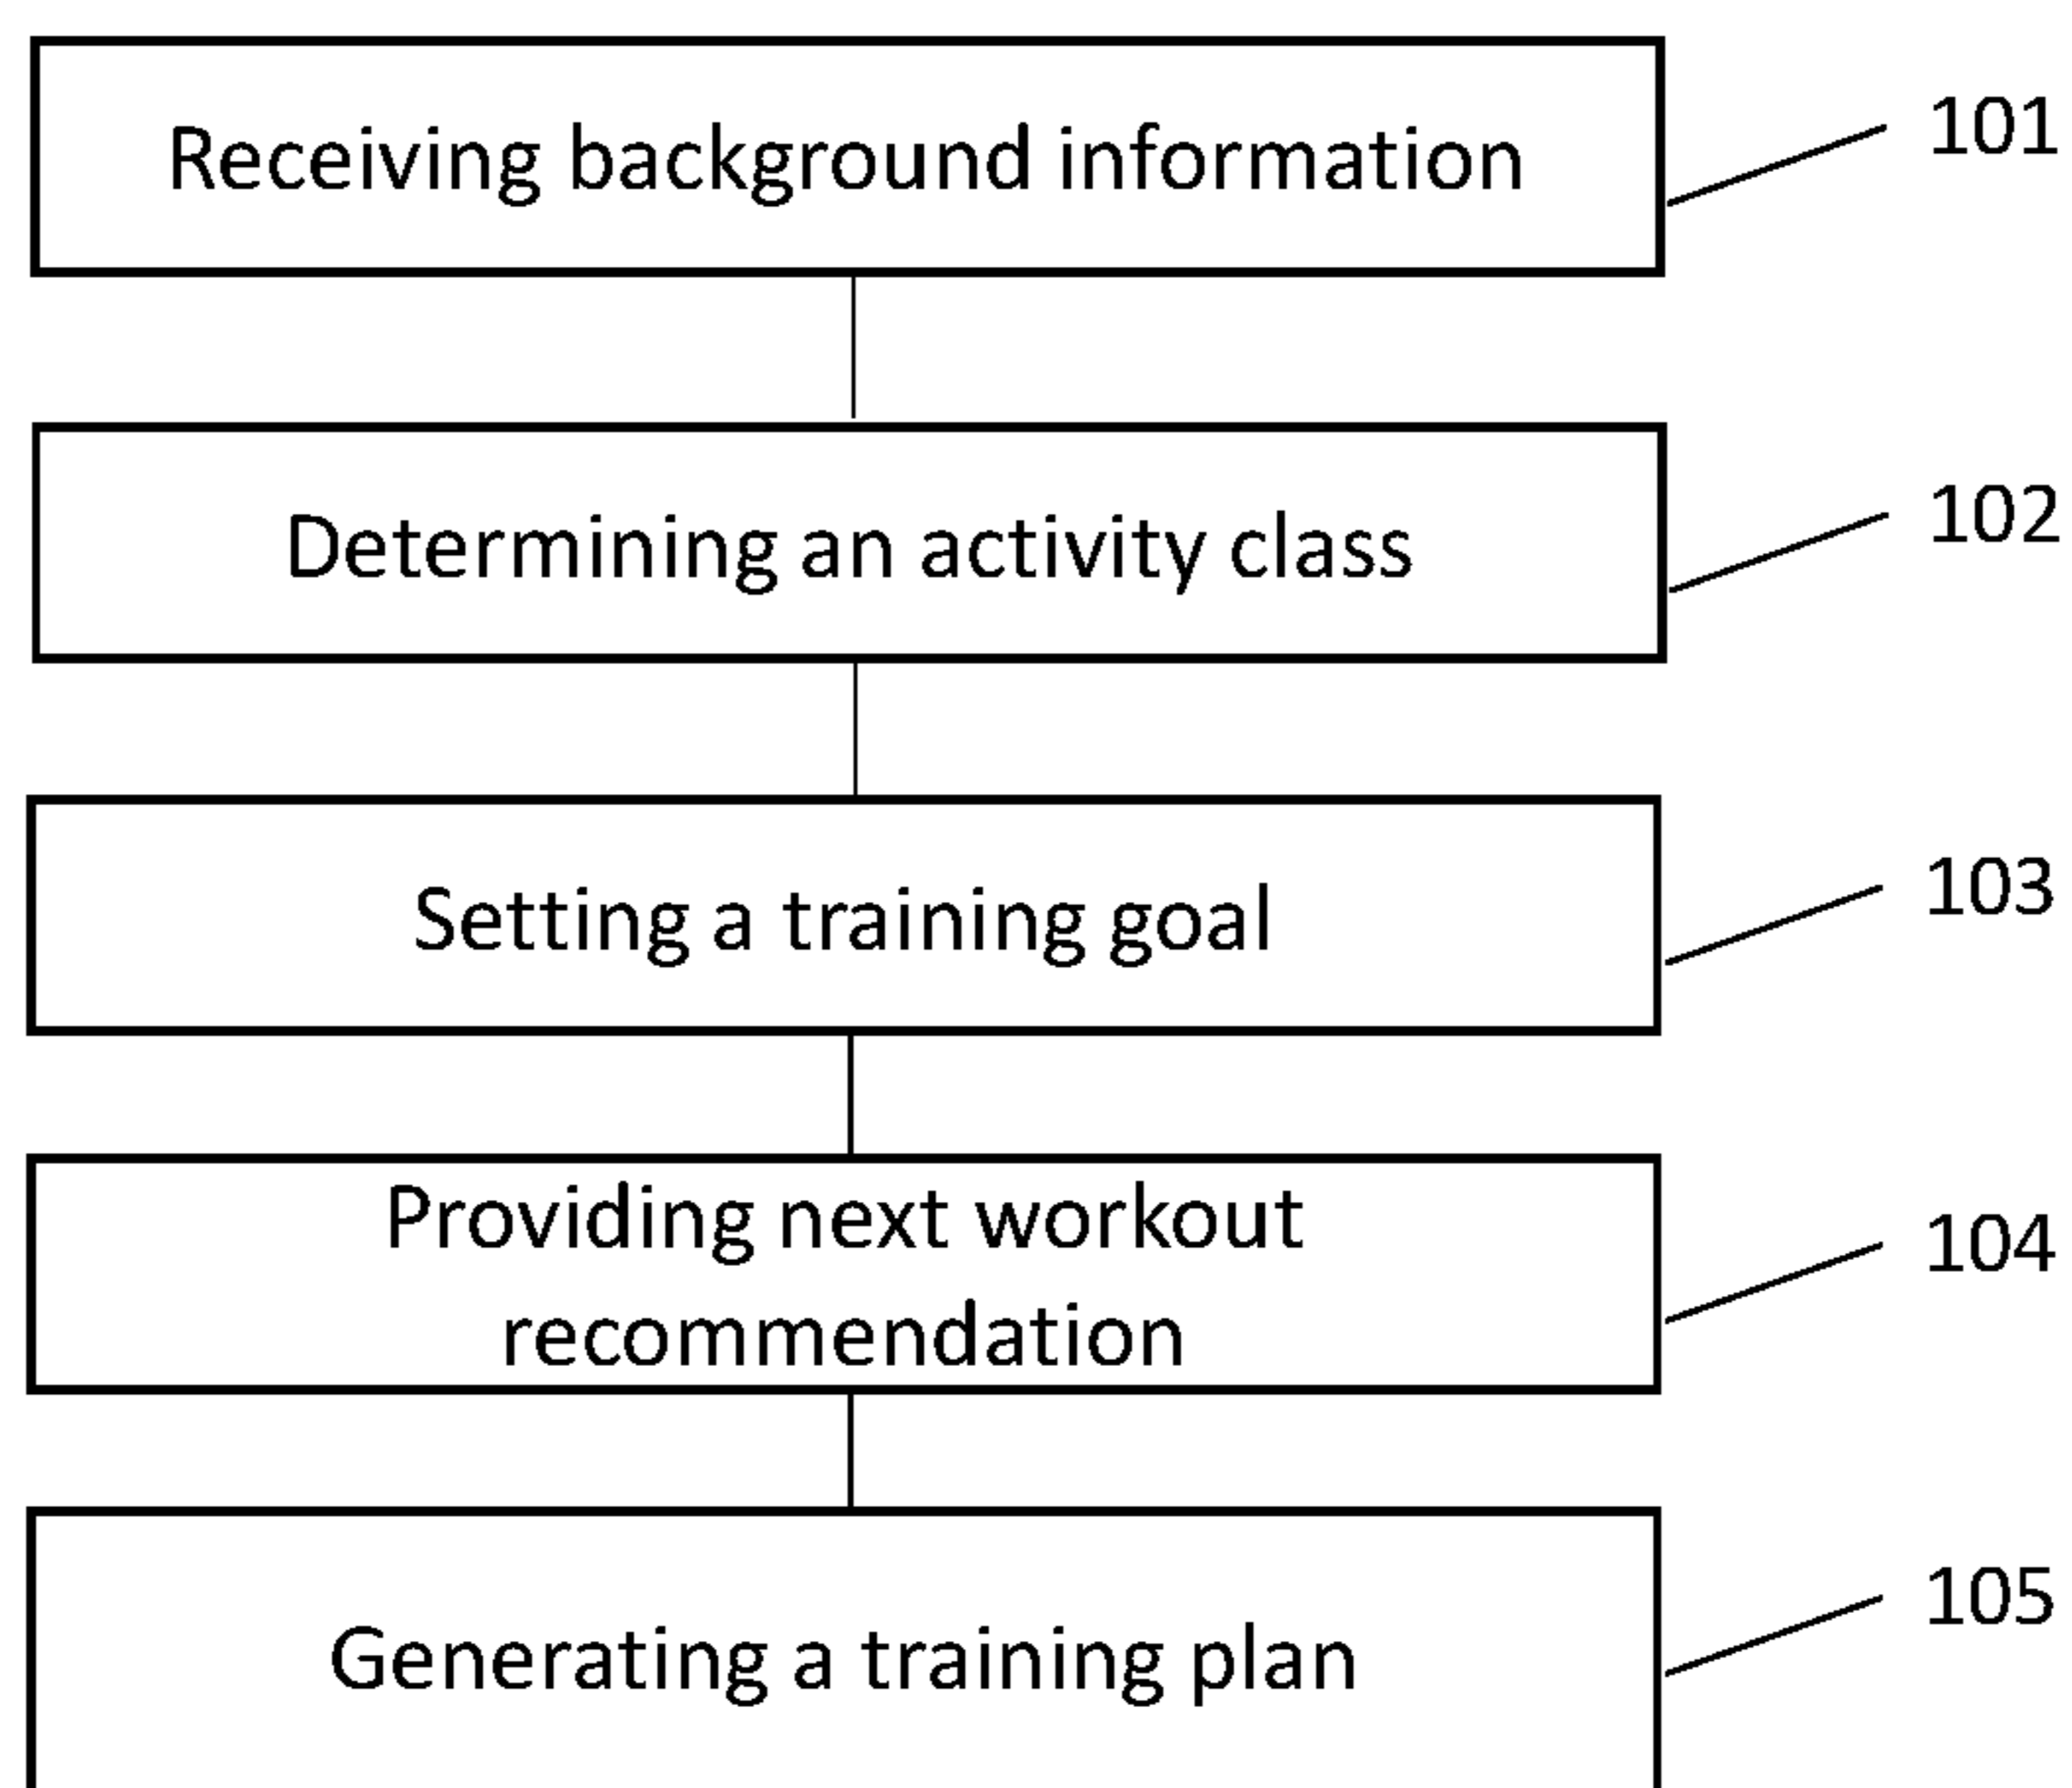 Receiving background information
101
Determining an activity class
102
Setting a training goal
103
Providing next workout
recommendation
104
Generating a training plan
105